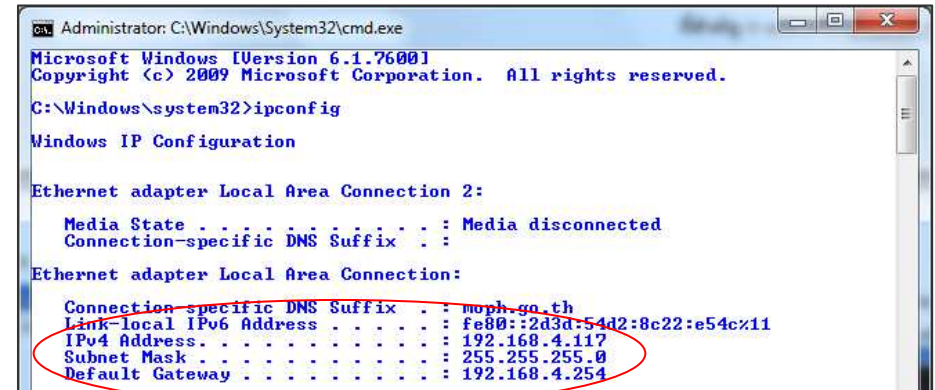 Administrator: C:\Windows\System32\cmd.exe
Microsoft Windows [Version 6.1.7600]
Copyright (c) 2009 Microsoft Corporation.  All rights reserved.
C:\Windows\system32>ipconfig
Windows IP Configuration
Ethernet adapter Local Area Connection 2:
Media State . . . . . . . . . . . : Media disconnected
Connection-specific DNS Suffix  . :
Ethernet adapter Local Area Connection:
Connection-specific DNS Suffix  . : moph.go.th
Link-local IPv6 Address . . . . . : fe80::2d3d:54d2:8c22:e54c%11
IPv4 Address. . . . . . . . . . . : 192.168.4.117
Subnet Mask . . . . . . . . . . . : 255.255.255.0
Default Gateway . . . . . . . . . : 192.168.4.254